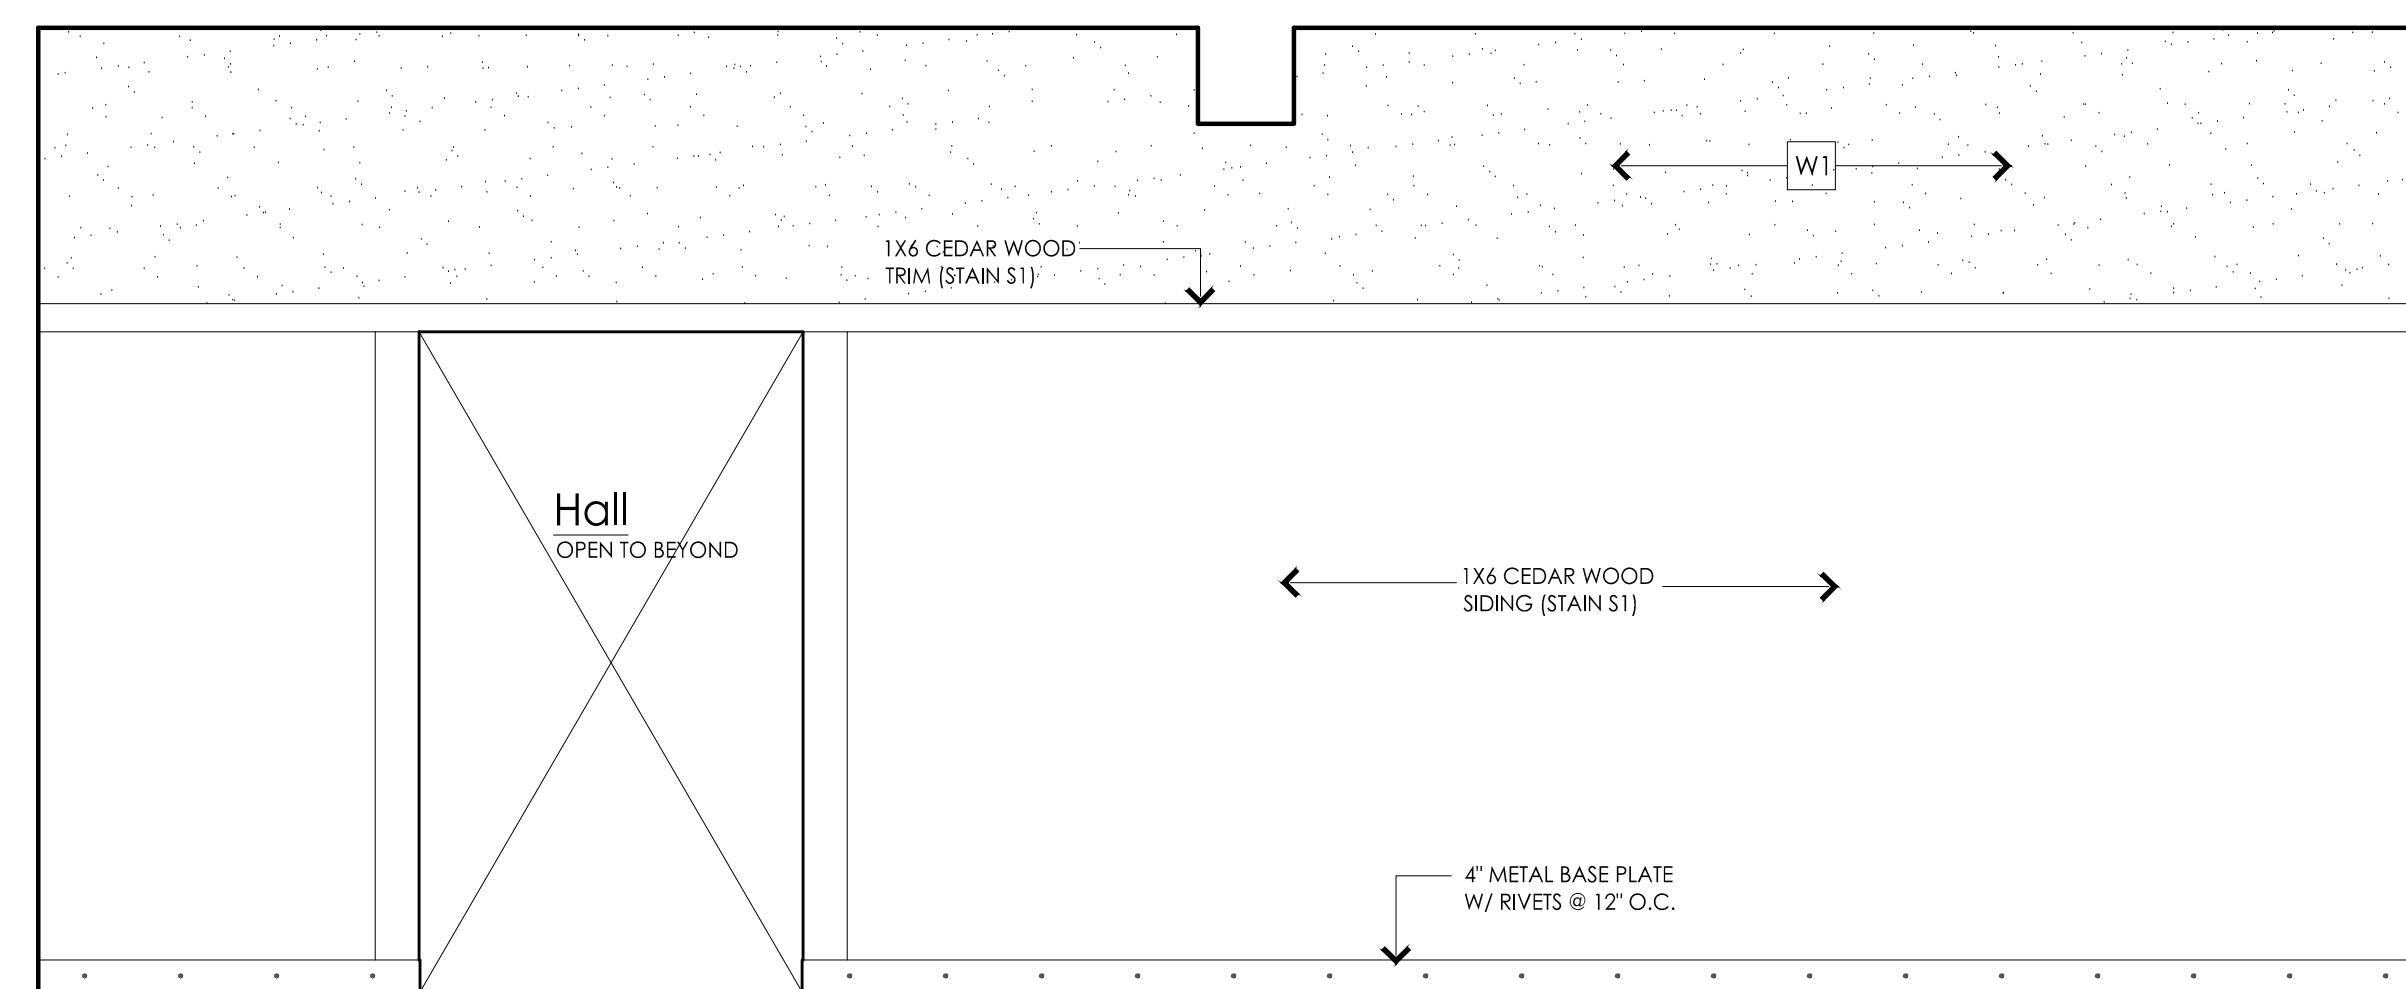 W1
1X6 CEDAR WOOD
TRIM (STAIN S1)
Hall
OPEN TO BEYOND
1X6 CEDAR WOOD
SIDING (STAIN S1)
4" METAL BASE PLATE
W/ RIVETS @ 12" O.C.